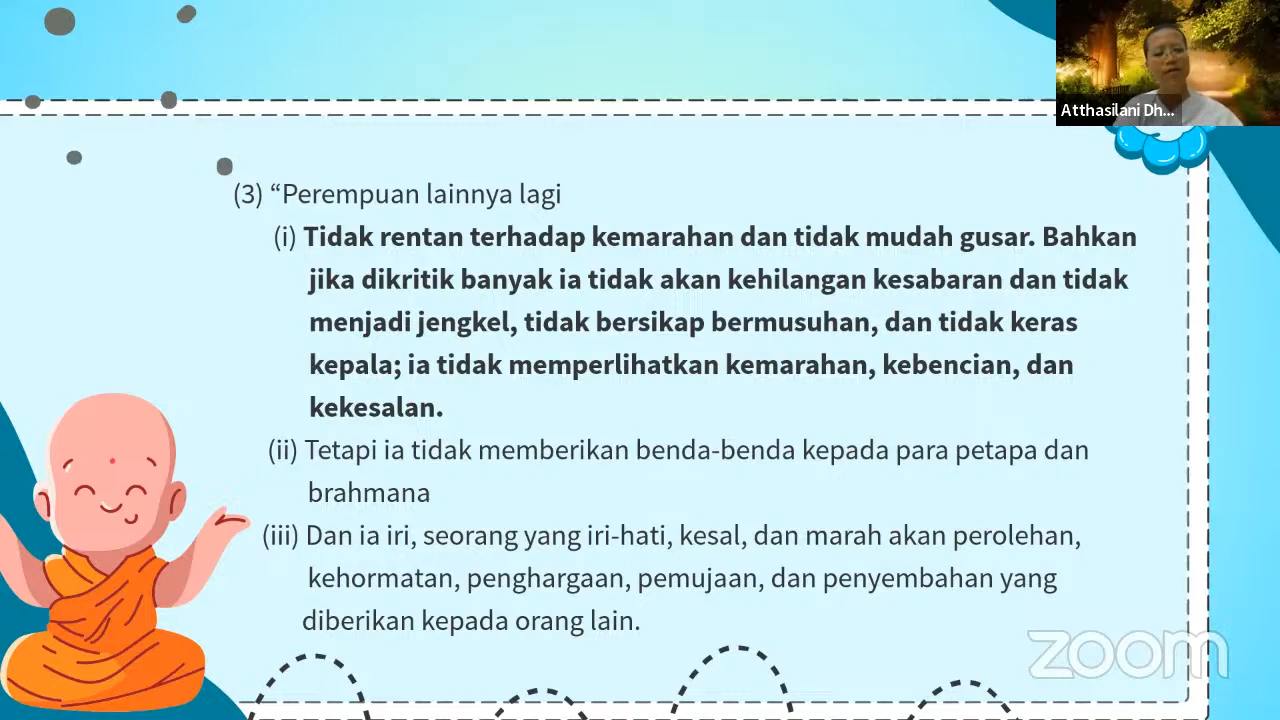 Atthasilani Dh...
(3) “Perempuan lainnya lagi
(i) Tidak rentan terhadap kemarahan dan tidak mudah gusar. Bahkan
jika dikritik banyak ia tidak akan kehilangan kesabaran dan tidak
menjadi jengkel, tidak bersikap bermusuhan, dan tidak keras
kepala; ia tidak memperlihatkan kemarahan, kebencian, dan
kekesalan.
(ii) Tetapi ia tidak memberikan benda-benda kepada para petapa dan
brahmana
(iii) Dan ia iri, seorang yang iri-hati, kesal, dan marah akan perolehan,
kehormatan, penghargaan, pemujaan, dan penyembahan yang
diberikan kepada orang lain.
zoom